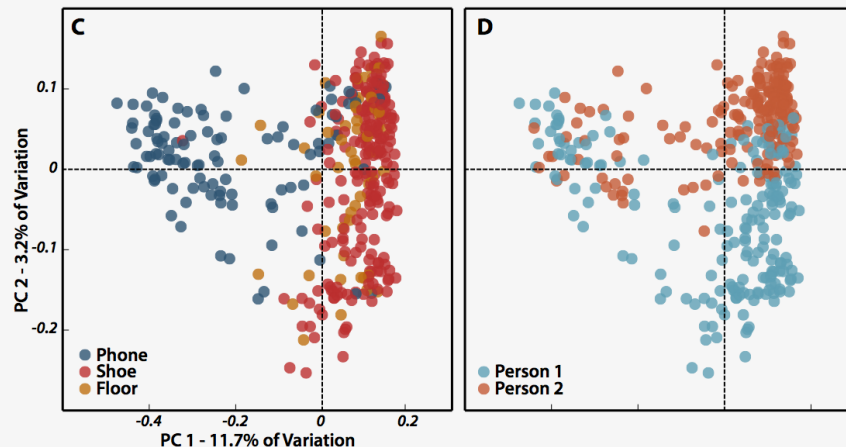 C
D
0.1
0
-0.1
-0.2
PC 2 - 3.2% of Variation
Phone
Shoe
Floor
Person 1
Person 2
-0.4
-0.2
0
0.2
PC 1 - 11.7% of Variation